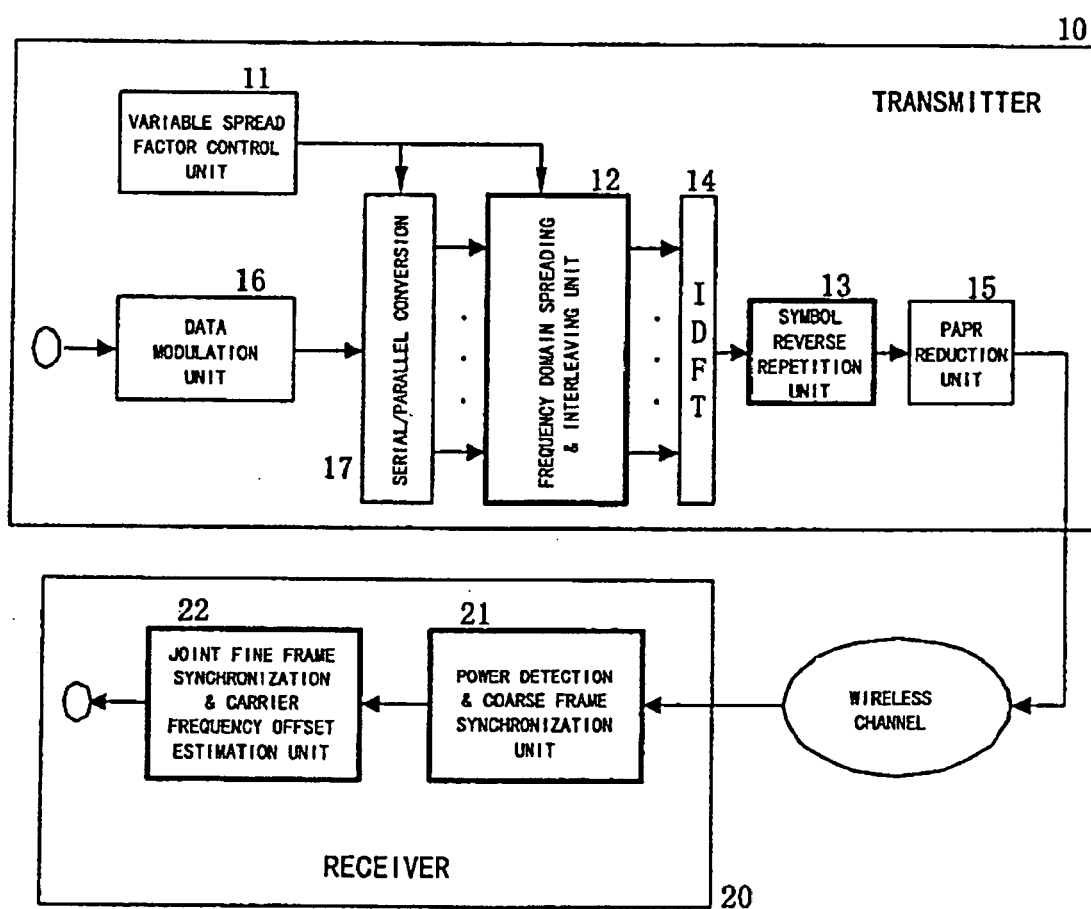 10
TRANSMITTER
11
VARIABLE SPREAD
FACTOR CONTROL
UNIT
16
DATA
MODULATION
UNIT
17
SERIAL/PARALLEL CONVERSION
12
FREQUENCY DOMAIN SPREADING
& INTERLEAVING UNIT
14
IDFT
13
SYMBOL
REVERSE
REPETITION
UNIT
15
PAPR
REDUCTION
UNIT
22
JOINT FINE FRAME
SYNCHRONIZATION
& CARRIER
FREQUENCY OFFSET
ESTIMATION UNIT
21
POWER DETECTION
& COARSE FRAME
SYNCHRONIZATION
UNIT
WIRELESS
CHANNEL
RECEIVER
20